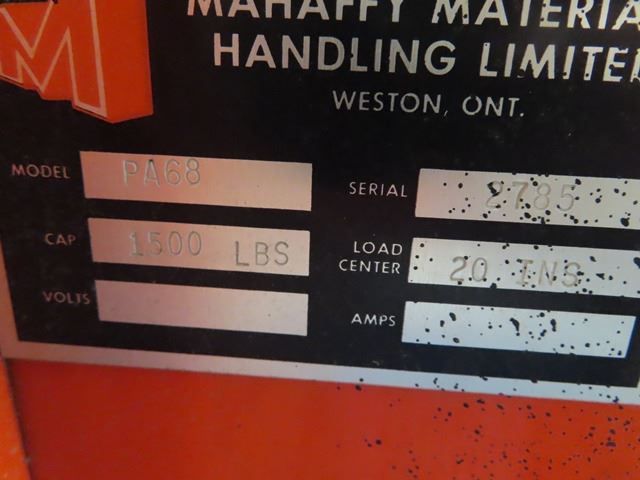 M
MAHAFFY MATERIA
HANDLING LIMITE
WESTON, ONT.
MODEL PA68
SERIAL 2785
CAP 1500 LBS
LOAD CENTER 20 INS
VOLTS
AMPS